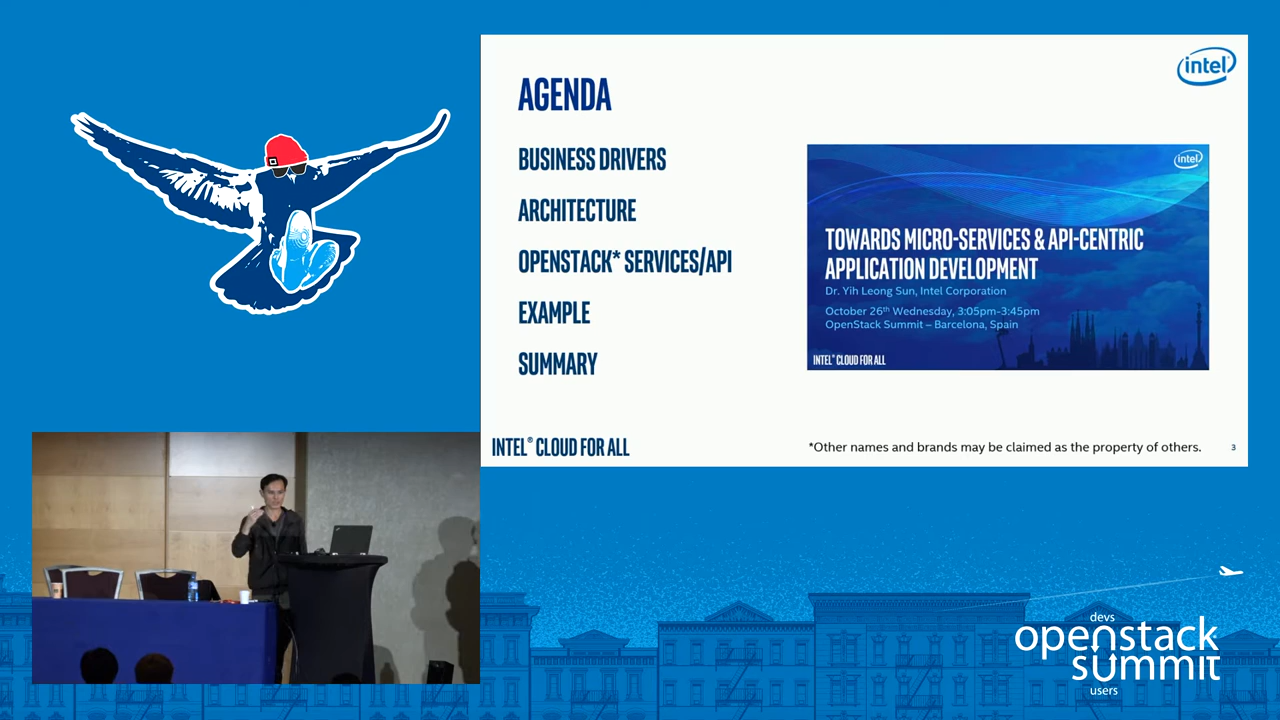 AGENDA
intel
BUSINESS DRIVERS
ARCHITECTURE
OPENSTACK* SERVICES/API
EXAMPLE
SUMMARY
intel
TOWARDS MICRO-SERVICES & API-CENTRIC
APPLICATION DEVELOPMENT
Dr. Yih Leong Sun, Intel Corporation
October 26th Wednesday, 3:05pm-3:45pm
OpenStack Summit – Barcelona, Spain
INTEL® CLOUD FOR ALL
INTEL® CLOUD FOR ALL
*Other names and brands may be claimed as the property of others.
3
devs
openstack
summit
users